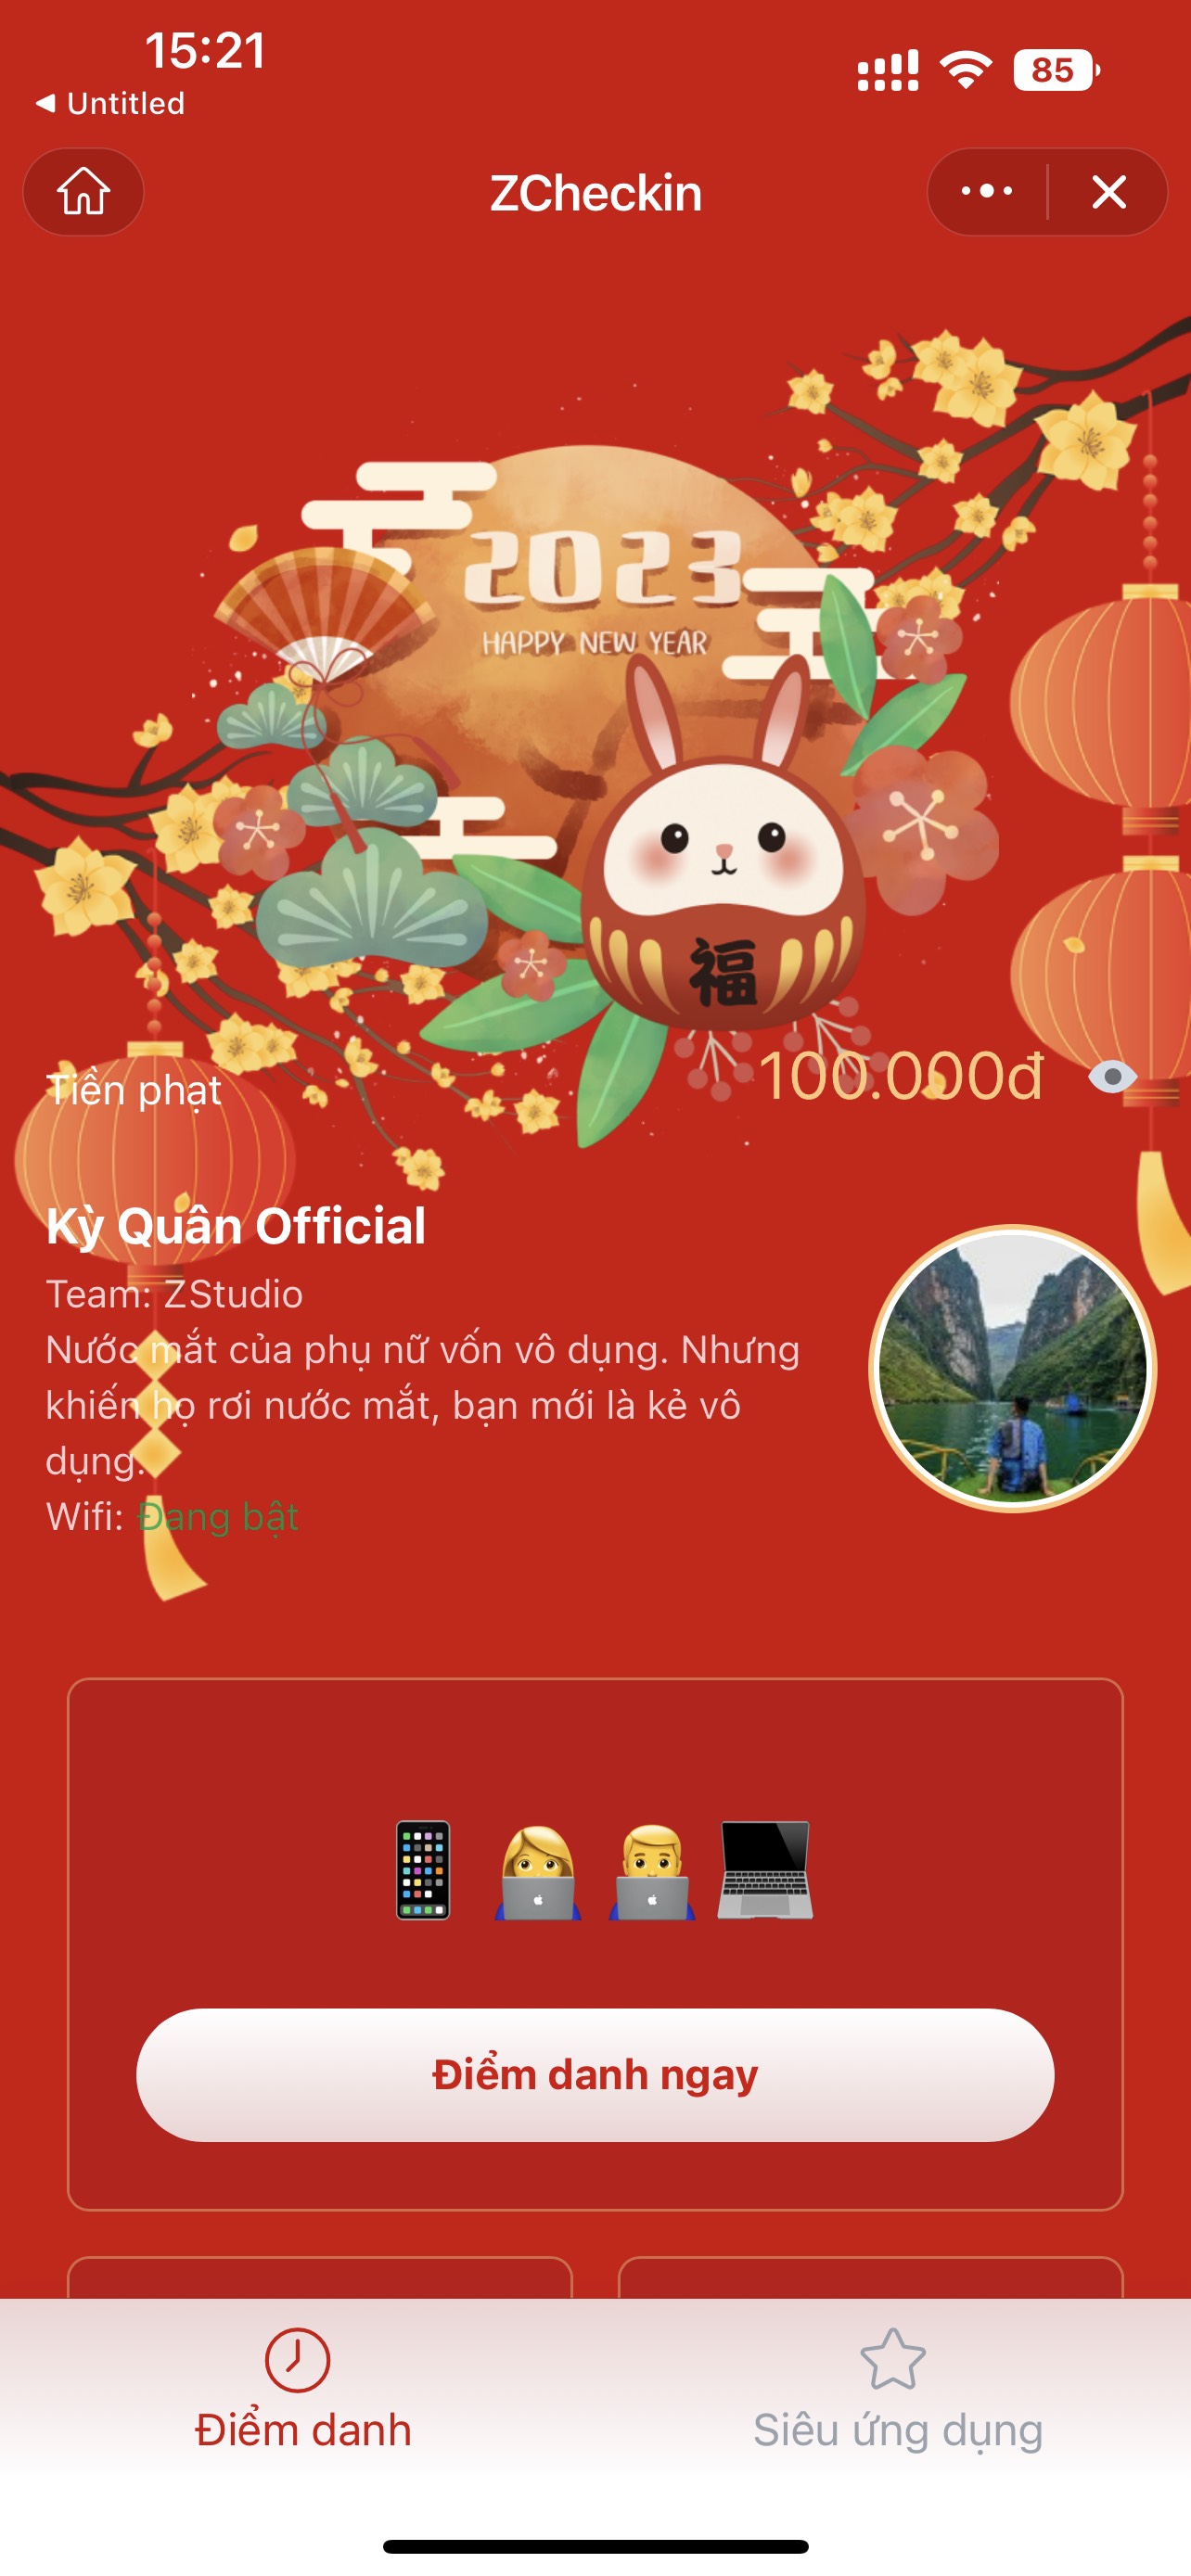 15:21
85
Untitled
ZCheckin
2023
HAPPY NEW YEAR
福
Tiền phạt
100.000đ
Kỳ Quân Official
Team: ZStudio
Nước mắt của phụ nữ vốn vô dụng. Nhưng
khiến họ rơi nước mắt, bạn mới là kẻ vô
dụng.
Wifi: Đang bật
Điểm danh ngay
Điểm danh
Siêu ứng dụng